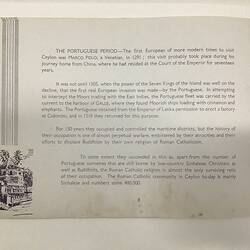 THE PORTUGUESE PERIOD—The first European of more modern times to visit
Ceylon was MARCO POLO, a Venetian, in 1292; this visit probably took place during his
journey home from China, where he had resided at the Court of the Emperor for seventeen
years.
It was not until 1505, when the power of the Seven Kings of the Island was well on the
decline, that the first real European invasion was made—by the Portuguese. In attempting
to intercept the Moors trading with the East Indies, the Portuguese fleet was carried by the
current to the harbour of GALLE, where they found Moorish ships loading with cinnamon and
elephants. The Portuguese obtained from the Emperor of Lanka permission to erect a factory
at Colombo, and in 1518 they returned for this purpose.
For 150 years they occupied and controlled the maritime districts, but the history of
their occupation is one of almost perpetual warfare, embittered by their atrocities and their
efforts to displace Buddhism by their own religion of Roman Catholicism.
To some extent they succeeded in this as, apart from the number of
Portuguese surnames that are still borne by low-country Sinhalese, Christians as
well as Buddhists, the Roman Catholic religion is almost the only surviving relic
of their occupation. The Roman Catholic community in Ceylon to-day is mainly
Sinhalese and numbers some 400,000.